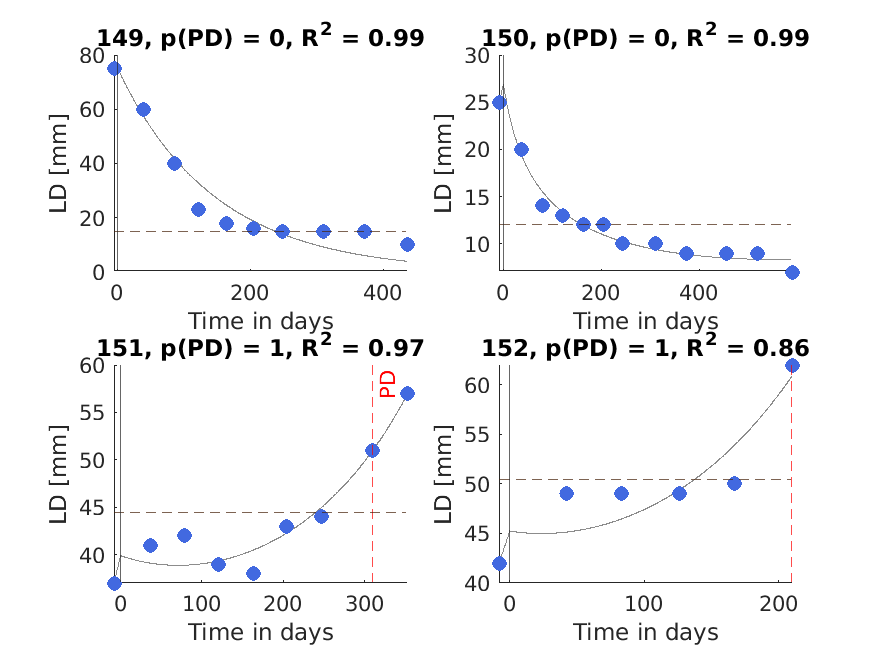 149, p(PD) = 0, R² = 0.99
80
60
40
20
0
LD [mm]
0
200
400
Time in days
150, p(PD) = 0, R² = 0.99
30
25
20
15
10
LD [mm]
0
200
400
Time in days
151, p(PD) = 1, R² = 0.97
60
55
50
45
40
LD [mm]
PD
0
100
200
300
Time in days
152, p(PD) = 1, R² = 0.86
60
55
50
45
40
LD [mm]
0
100
200
Time in days